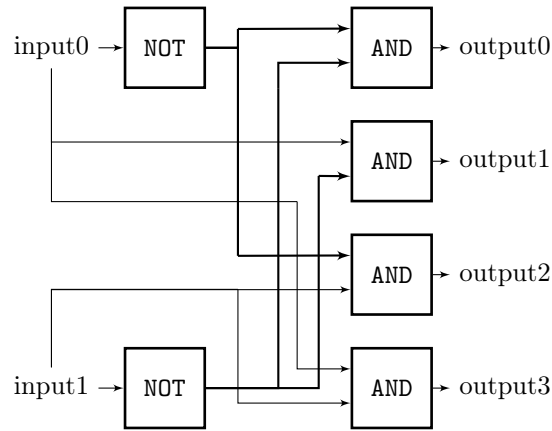 input0 NOT AND output0
AND output1
AND output2
input1 NOT AND output3